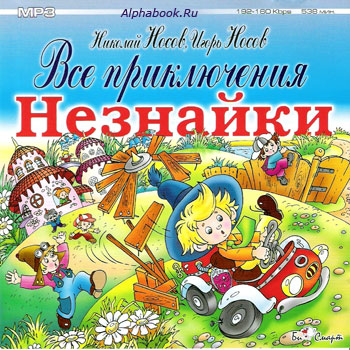 Alphabook.Ru
MP3
192-160 Kbps 538 мин.
Николай Носов, Игорь Носов
Все приключения
Незнайки
Би Смарт